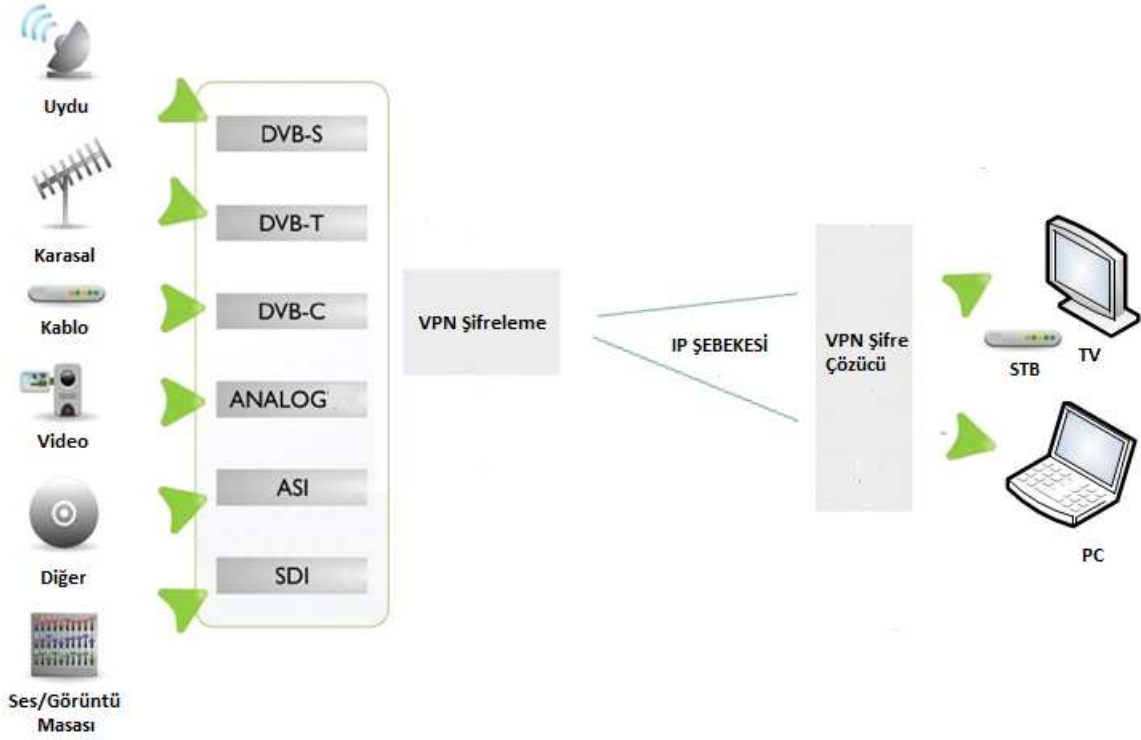 Uydu
Karasal
Kablo
Video
Diğer
Ses/Görüntü
Masası
DVB-S
DVB-T
DVB-C
ANALOG
ASI
SDI
VPN Şifreleme
IP ŞEBEKESİ
VPN Şifre
Çözücü
STB
TV
PC